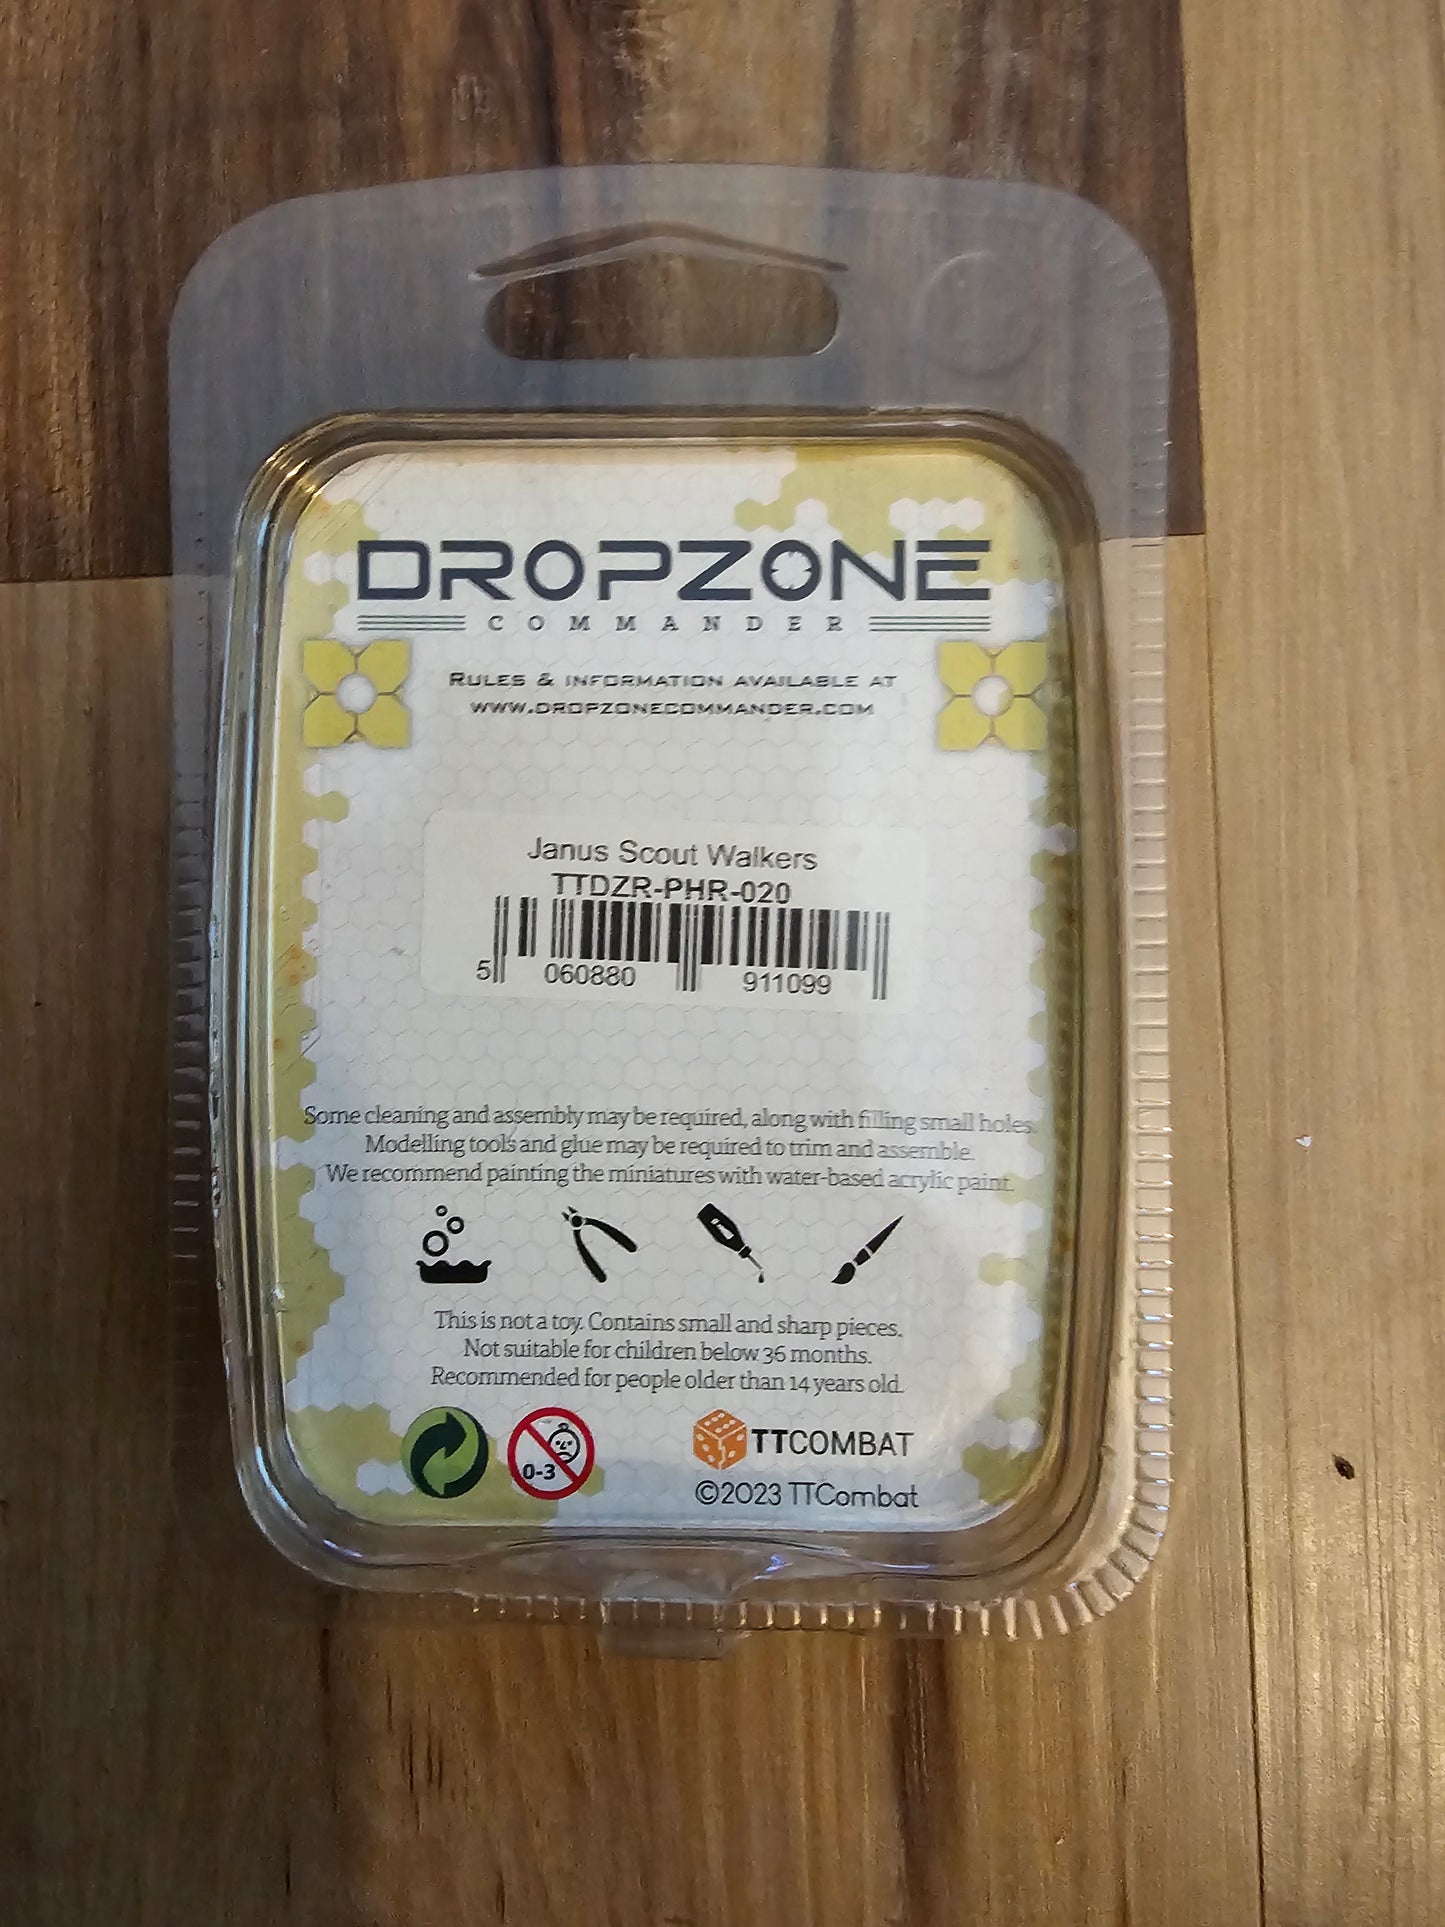 DROPZONE
COMMANDER
RULES & INFORMATION AVAILABLE AT
WWW.DROPZONECOMMANDER.COM
Janus Scout Walkers
TTDZR-PHR-020
5 060880 911099
Some cleaning and assembly may be required, along with filling small holes.
Modelling tools and glue may be required to trim and assemble.
We recommend painting the miniatures with water-based acrylic paint.
This is not a toy. Contains small and sharp pieces.
Not suitable for children below 36 months.
Recommended for people older than 14 years old.
0-3
TTCOMBAT
©2023 TTCombat